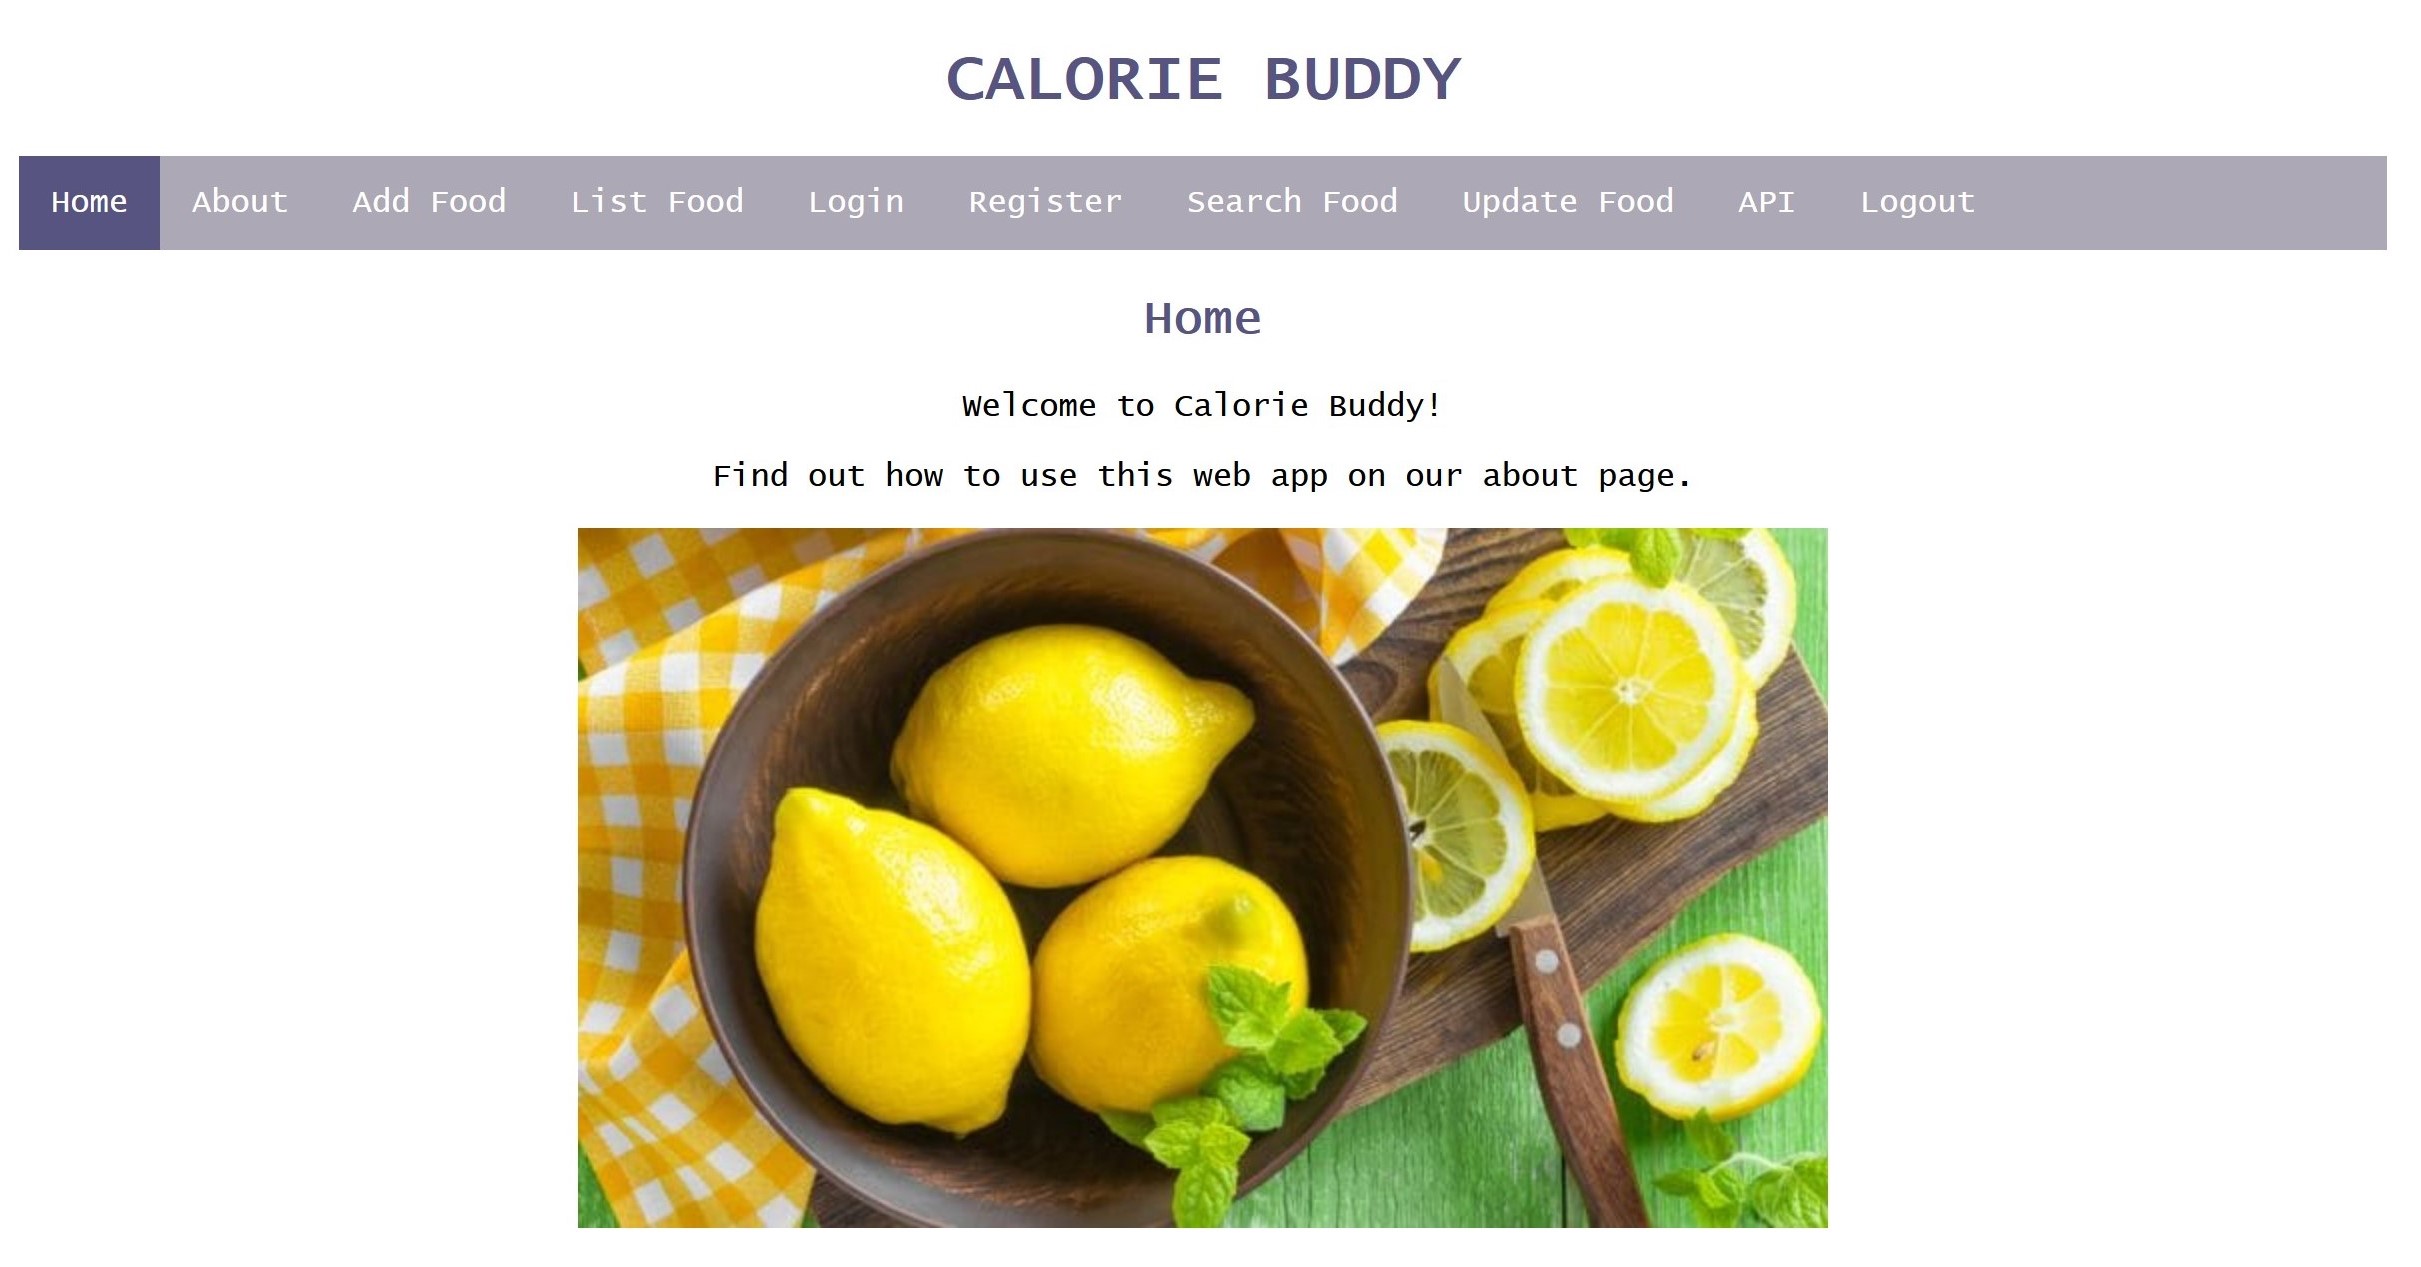 CALORIE BUDDY
Home About Add Food List Food Login Register Search Food Update Food API Logout
Home
Welcome to Calorie Buddy!
Find out how to use this web app on our about page.